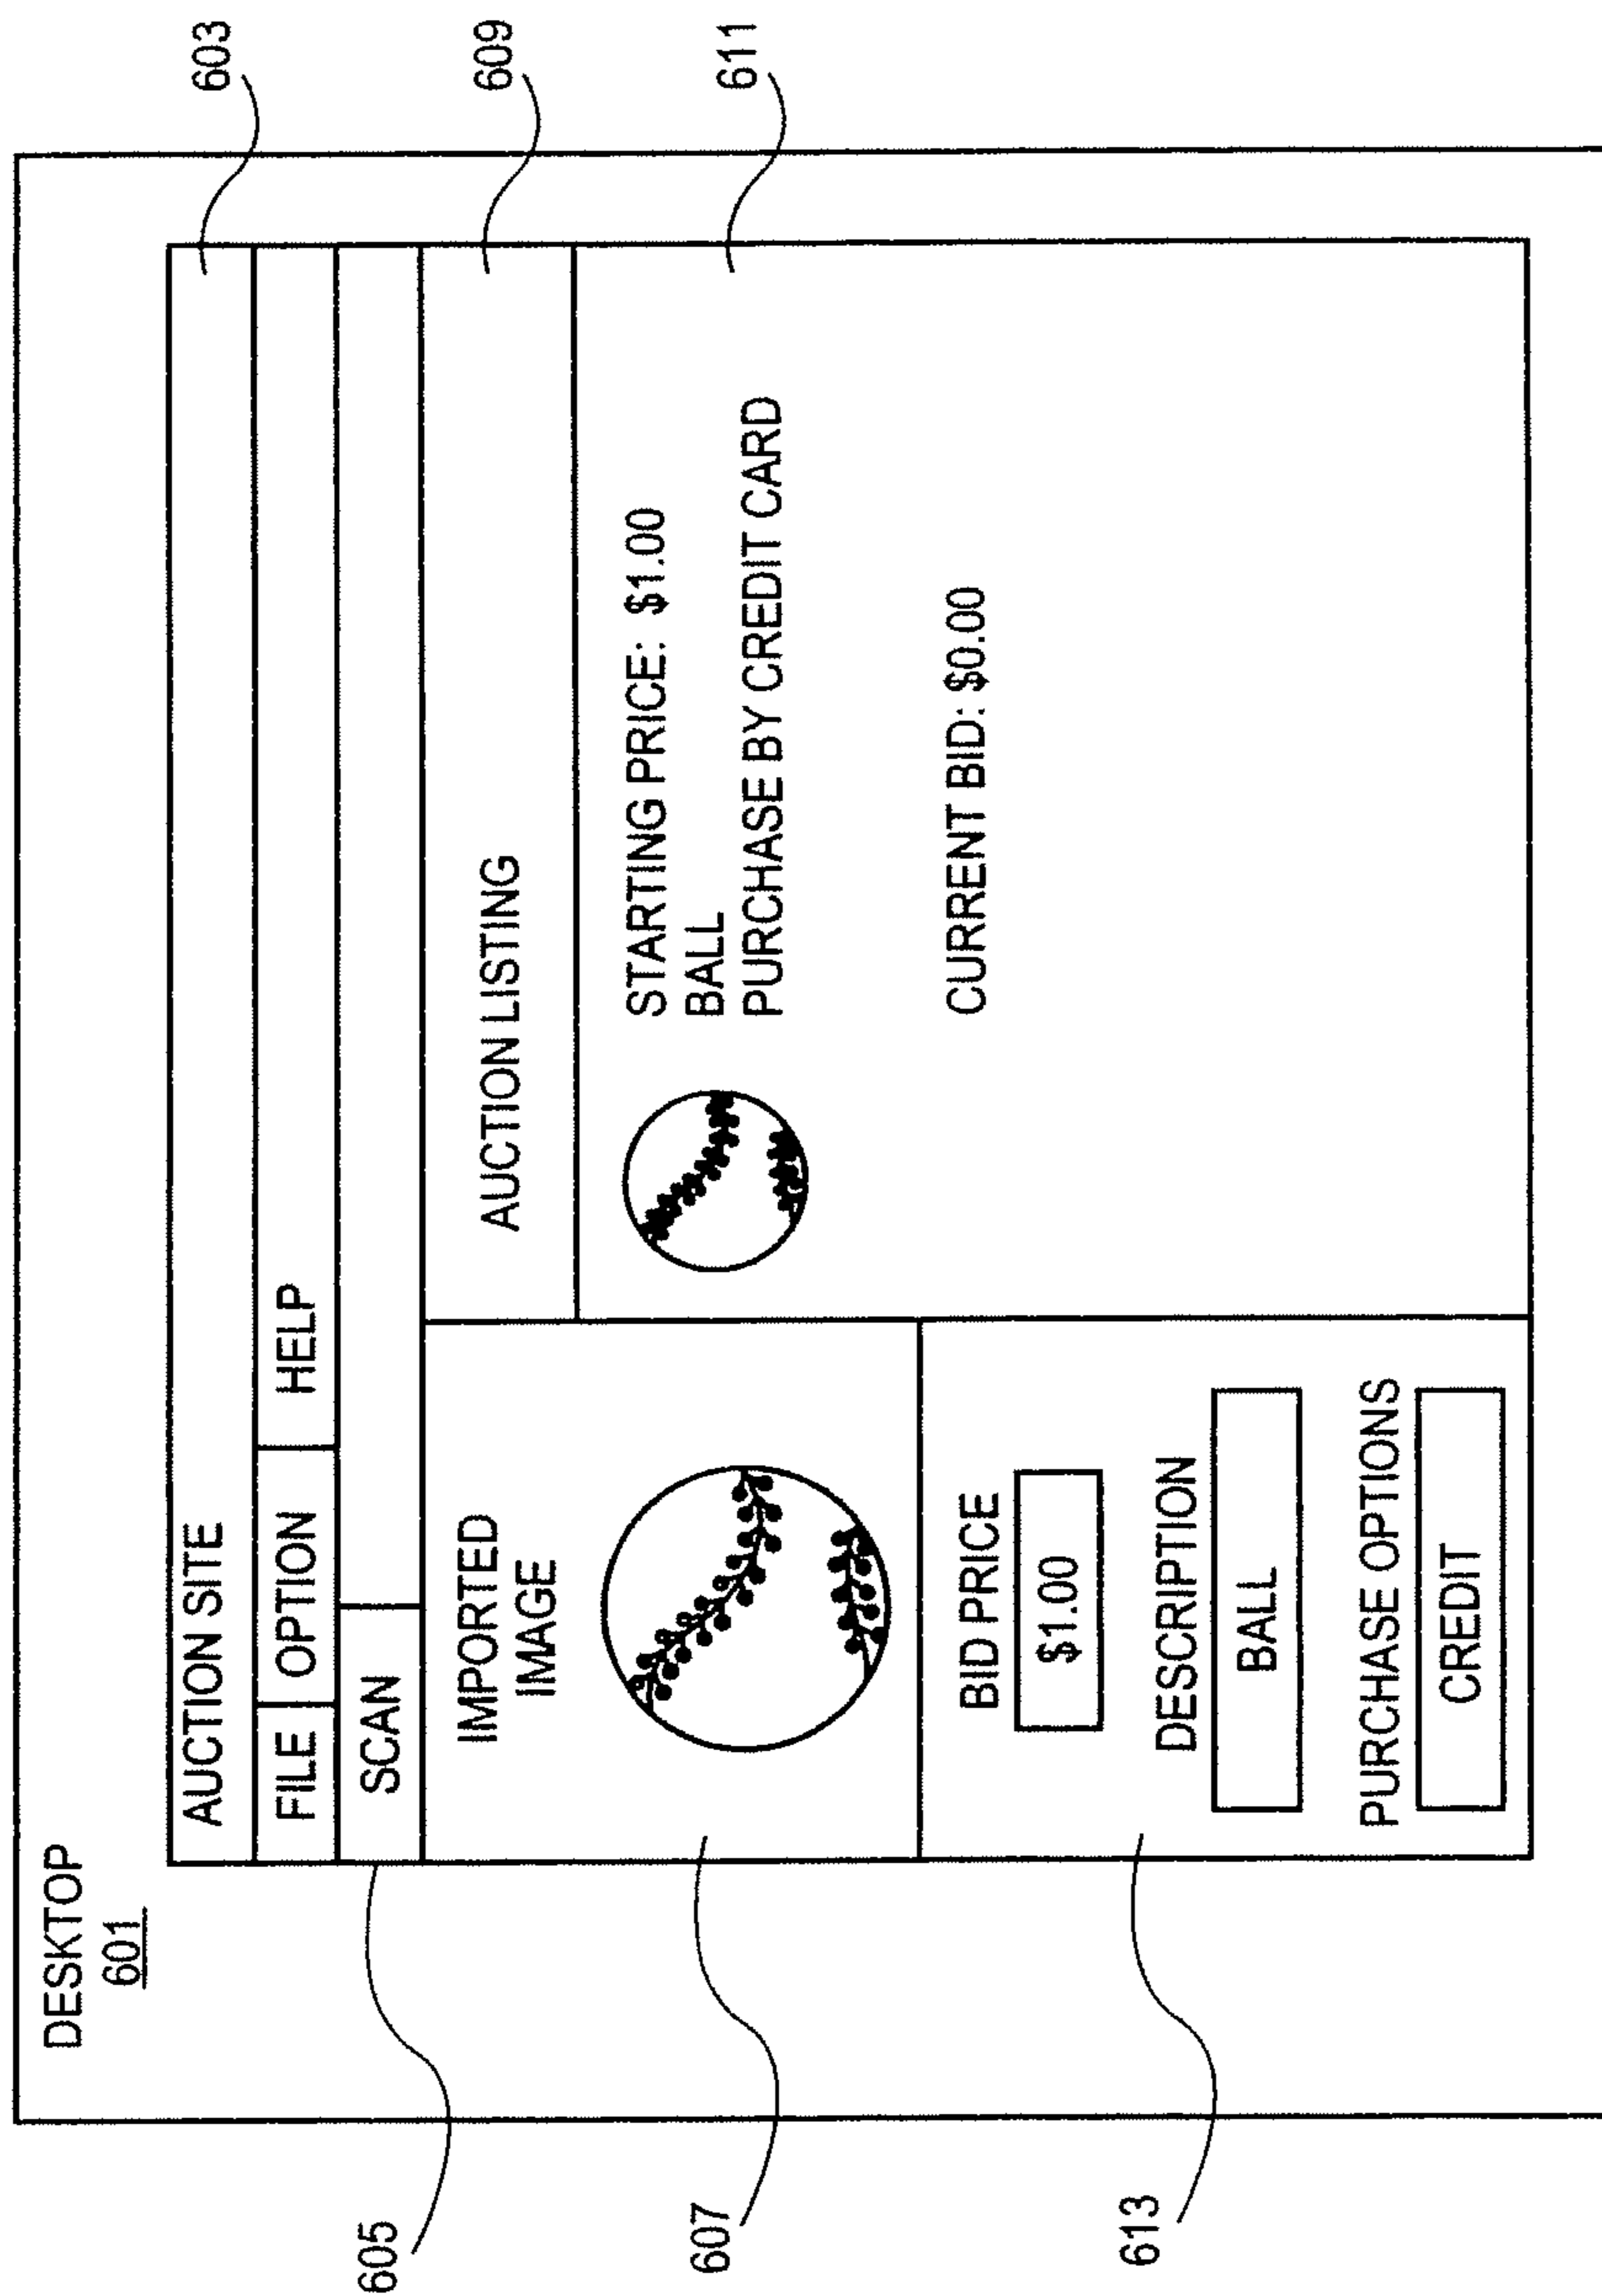 DESKTOP
601
AUCTION SITE
603
FILE OPTION HELP
SCAN
605
IMPORTED
IMAGE
607
AUCTION LISTING
609
STARTING PRICE: $1.00
BALL
PURCHASE BY CREDIT CARD
CURRENT BID: $0.00
611
BID PRICE
$1.00
DESCRIPTION
BALL
PURCHASE OPTIONS
CREDIT
613